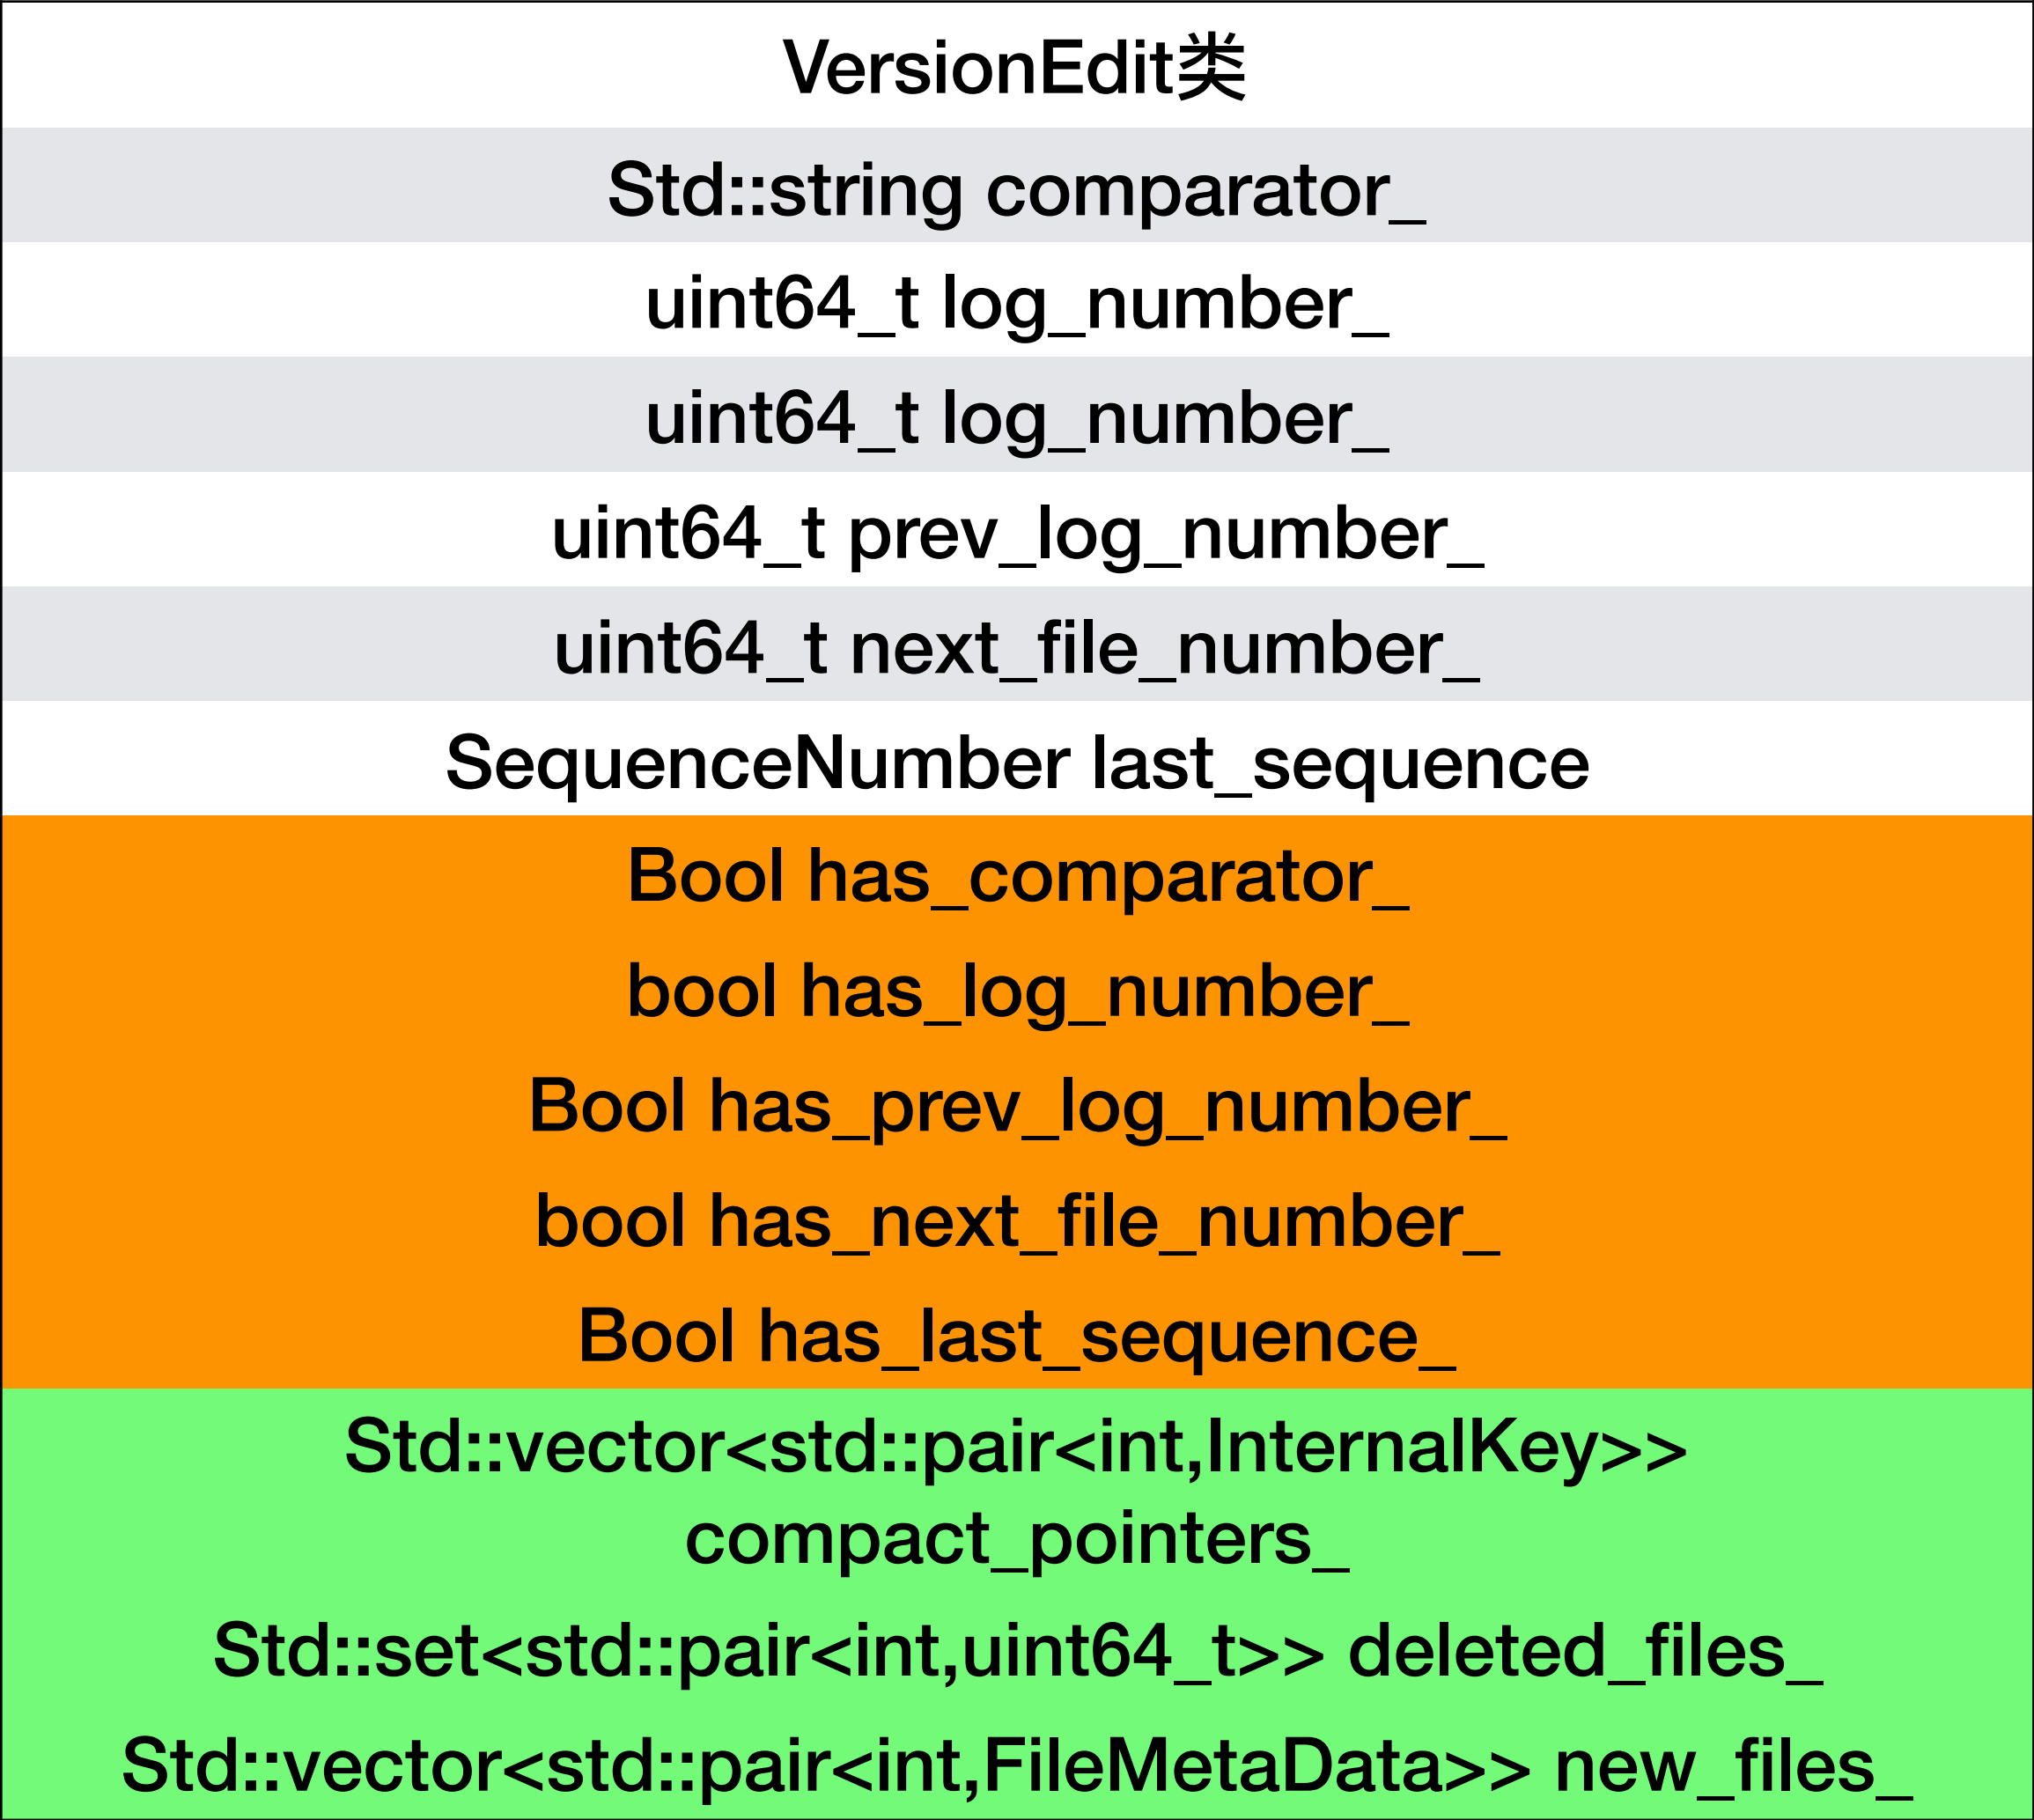 VersionEdit类
Std::string comparator_
uint64_t log_number_
uint64_t log_number_
uint64_t prev_log_number_
uint64_t next_file_number_
SequenceNumber last_sequence
Bool has_comparator_
bool has_log_number_
Bool has_prev_log_number_
bool has_next_file_number_
Bool has_last_sequence_
Std::vector<std::pair<int,InternalKey>>
compact_pointers_
Std::set<std::pair<int,uint64_t>> deleted_files_
Std::vector<std::pair<int,FileMetaData>> new_files_